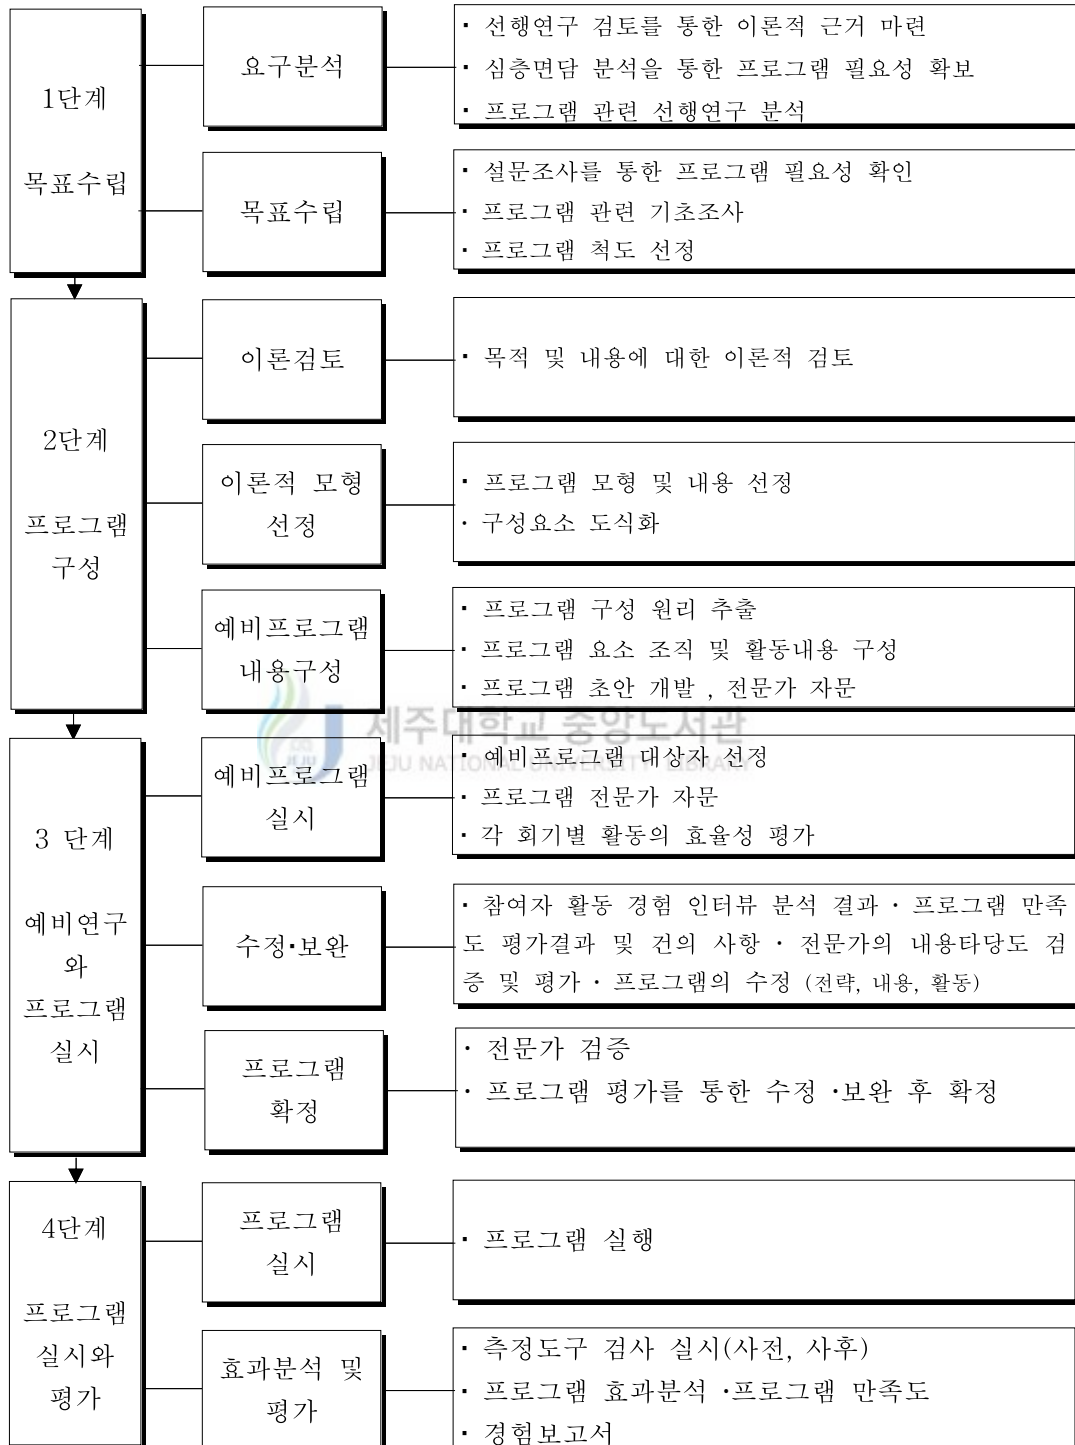 1단계
목표수립
요구분석
· 선행연구 검토를 통한 이론적 근거 마련
· 심층면담 분석을 통한 프로그램 필요성 확보
· 프로그램 관련 선행연구 분석
목표수립
· 설문조사를 통한 프로그램 필요성 확인
· 프로그램 관련 기초조사
· 프로그램 척도 선정
2단계
프로그램
구성
이론검토
· 목적 및 내용에 대한 이론적 검토
이론적 모형
선정
· 프로그램 모형 및 내용 선정
· 구성요소 도식화
예비프로그램
내용구성
· 프로그램 구성 원리 추출
· 프로그램 요소 조직 및 활동내용 구성
· 프로그램 초안 개발 , 전문가 자문
제주대학교 중앙도서관
JEJU NATIONAL UNIVERSITY LIBRARY
JEJU
3 단계
예비연구
와
프로그램
실시
예비프로그램
실시
· 예비프로그램 대상자 선정
· 프로그램 전문가 자문
· 각 회기별 활동의 효율성 평가
수정·보완
· 참여자 활동 경험 인터뷰 분석 결과 · 프로그램 만족
도 평가결과 및 건의 사항 · 전문가의 내용타당도 검
증 및 평가 · 프로그램의 수정 (전략, 내용, 활동)
프로그램
확정
· 전문가 검증
· 프로그램 평가를 통한 수정 ·보완 후 확정
4단계
프로그램
실시와
평가
프로그램
실시
· 프로그램 실행
효과분석 및
평가
· 측정도구 검사 실시(사전, 사후)
· 프로그램 효과분석 ·프로그램 만족도
· 경험보고서